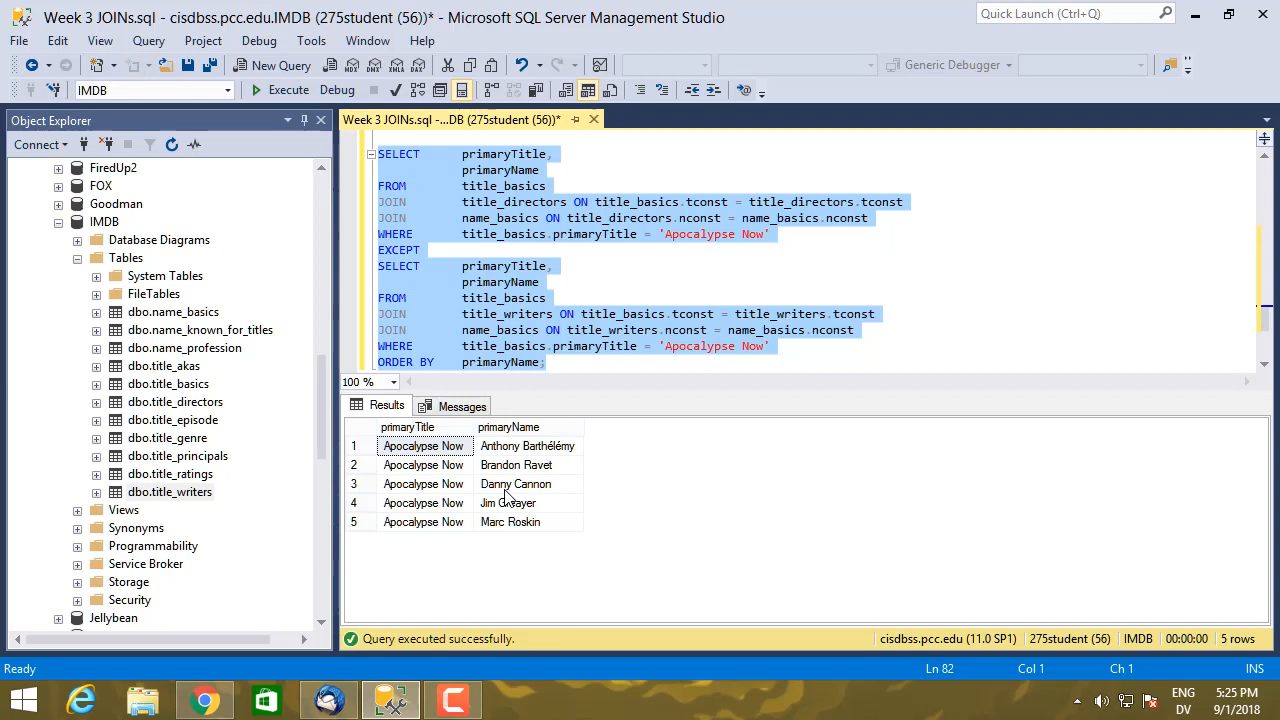 Week 3 JOINs.sql - cisdbss.pcc.edu.IMDB (275student (56))* - Microsoft SQL Server Management Studio
Quick Launch (Ctrl+Q)
File Edit View Query Project Debug Tools Window Help
New Query
Generic Debugger
IMDB
Execute
Debug
Object Explorer
Connect
FiredUp2
FOX
Goodman
IMDB
Database Diagrams
Tables
System Tables
FileTables
dbo.name_basics
dbo.name_known_for_titles
dbo.name_profession
dbo.title_akas
dbo.title_basics
dbo.title_directors
dbo.title_episode
dbo.title_genre
dbo.title_principals
dbo.title_ratings
dbo.title_writers
Views
Synonyms
Programmability
Service Broker
Storage
Security
Jellybean
Week 3 JOINs.sql -...DB (275student (56))*
SELECT primaryTitle,
primaryName
FROM title_basics
JOIN title_directors ON title_basics.tconst = title_directors.tconst
JOIN name_basics ON title_directors.nconst = name_basics.nconst
WHERE title_basics.primaryTitle = 'Apocalypse Now'
EXCEPT
SELECT primaryTitle,
primaryName
FROM title_basics
JOIN title_writers ON title_basics.tconst = title_writers.tconst
JOIN name_basics ON title_writers.nconst = name_basics.nconst
WHERE title_basics.primaryTitle = 'Apocalypse Now'
ORDER BY primaryName;
100 %
Results Messages
primaryTitle primaryName
1 Apocalypse Now Anthony Barthélémy
2 Apocalypse Now Brandon Ravet
3 Apocalypse Now Danny Cannon
4 Apocalypse Now Jim
5 Apocalypse Now Marc Roskin
Query executed successfully.
cisdbss.pcc.edu (11.0 SP1) 275student (56) IMDB 00:00:00 5 rows
Ready
Ln 82 Col 1 Ch 1 INS
ENG
DV
5:25 PM
9/1/2018